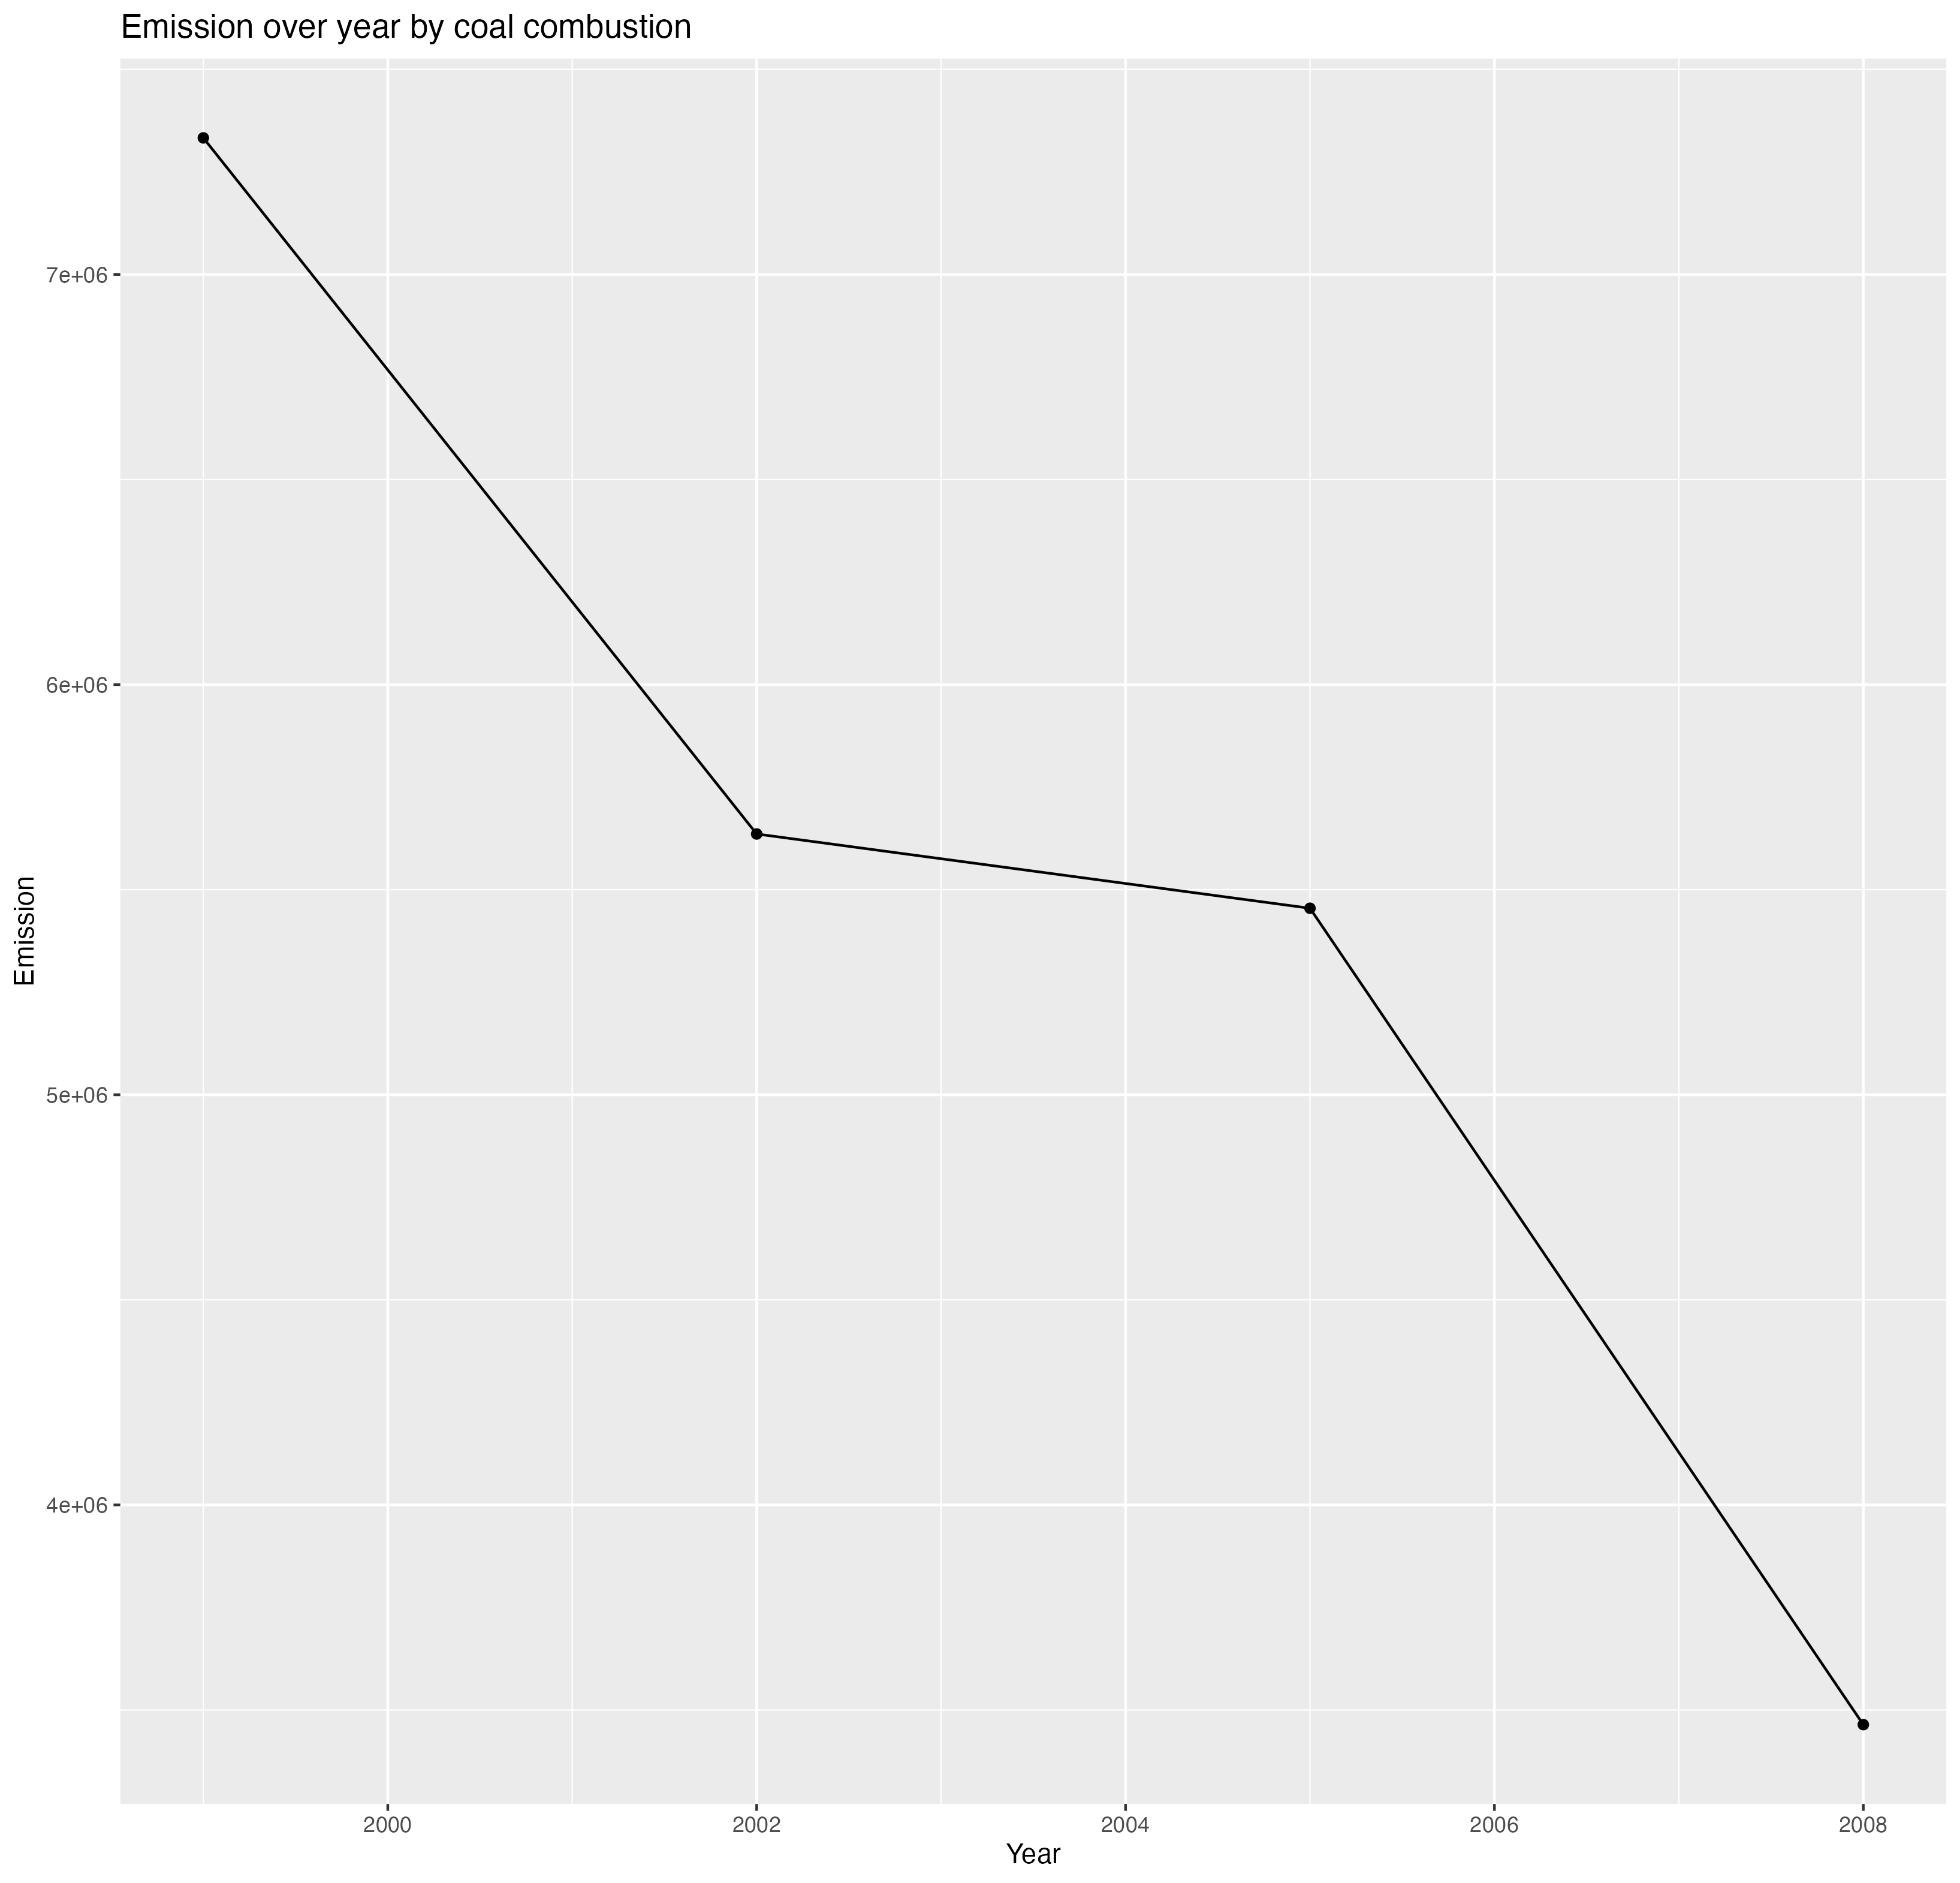 Emission over year by coal combustion
Emission
7e+06
6e+06
5e+06
4e+06
2000 2002 2004 2006 2008
Year